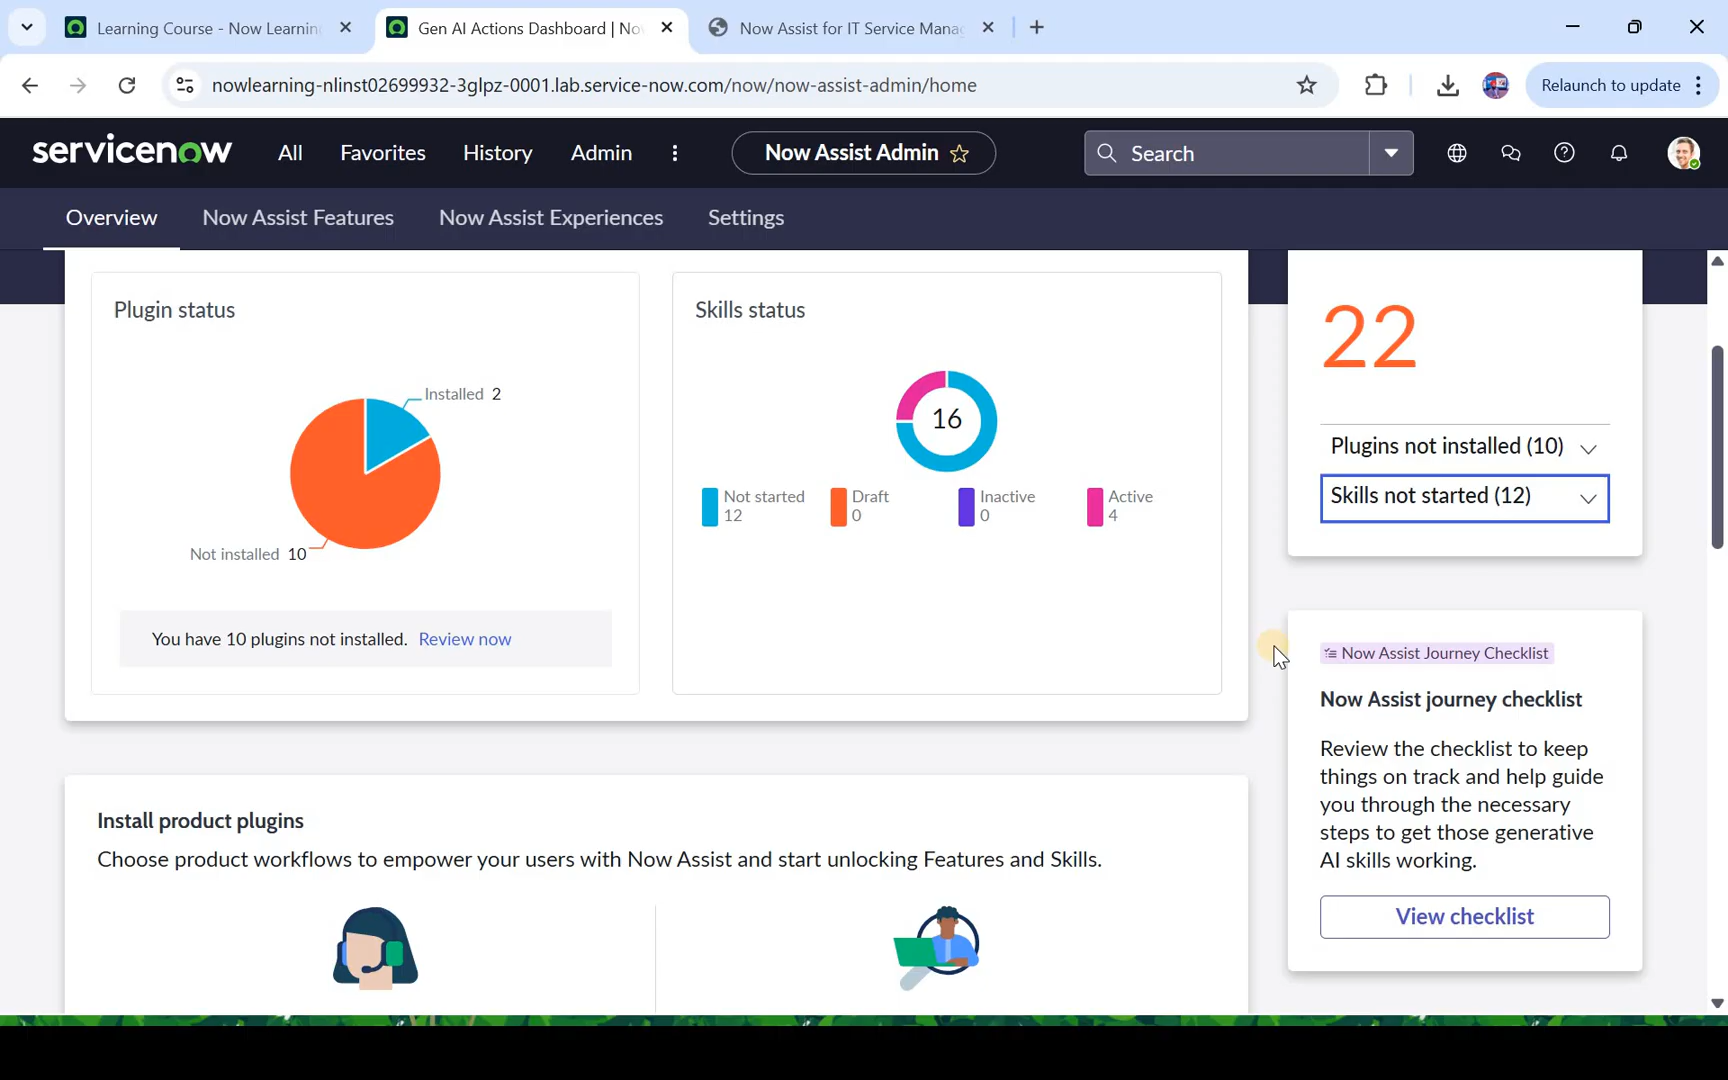 Learning Course - Now Learning
Gen AI Actions Dashboard | No
Now Assist for IT Service Mana
nowlearning-nlinst02699932-3glpz-0001.lab.service-now.com/now/now-assist-admin/home
Relaunch to update
servicenow
All
Favorites
History
Admin
Now Assist Admin
Search
Overview
Now Assist Features
Now Assist Experiences
Settings
Plugin status
Installed 2
Not installed 10
You have 10 plugins not installed. Review now
Skills status
16
Not started
12
Draft
0
Inactive
0
Active
4
22
Plugins not installed (10)
Skills not started (12)
Now Assist Journey Checklist
Now Assist journey checklist
Review the checklist to keep
things on track and help guide
you through the necessary
steps to get those generative
AI skills working.
View checklist
Install product plugins
Choose product workflows to empower your users with Now Assist and start unlocking Features and Skills.